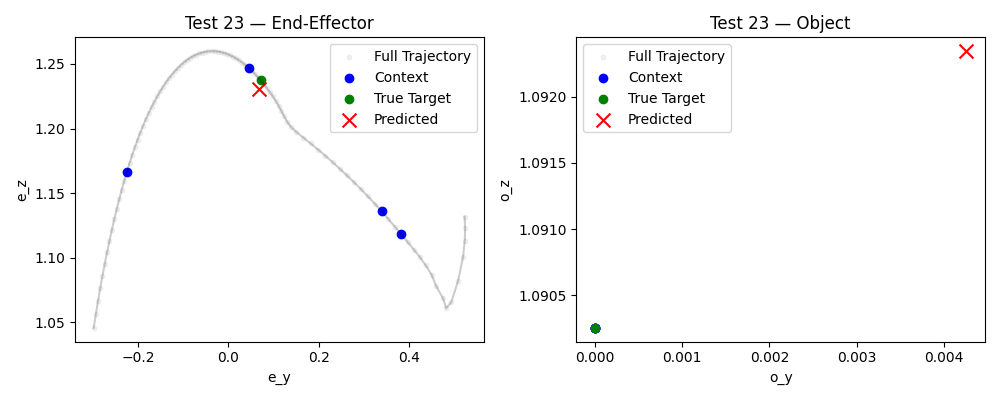 Test 23 — End-Effector
1.25
1.20
1.15
1.10
1.05
e_z
−0.2
0.0
0.2
0.4
e_y
Full Trajectory
Context
True Target
Predicted
Test 23 — Object
1.0920
1.0915
1.0910
1.0905
o_z
0.000
0.001
0.002
0.003
0.004
o_y
Full Trajectory
Context
True Target
Predicted